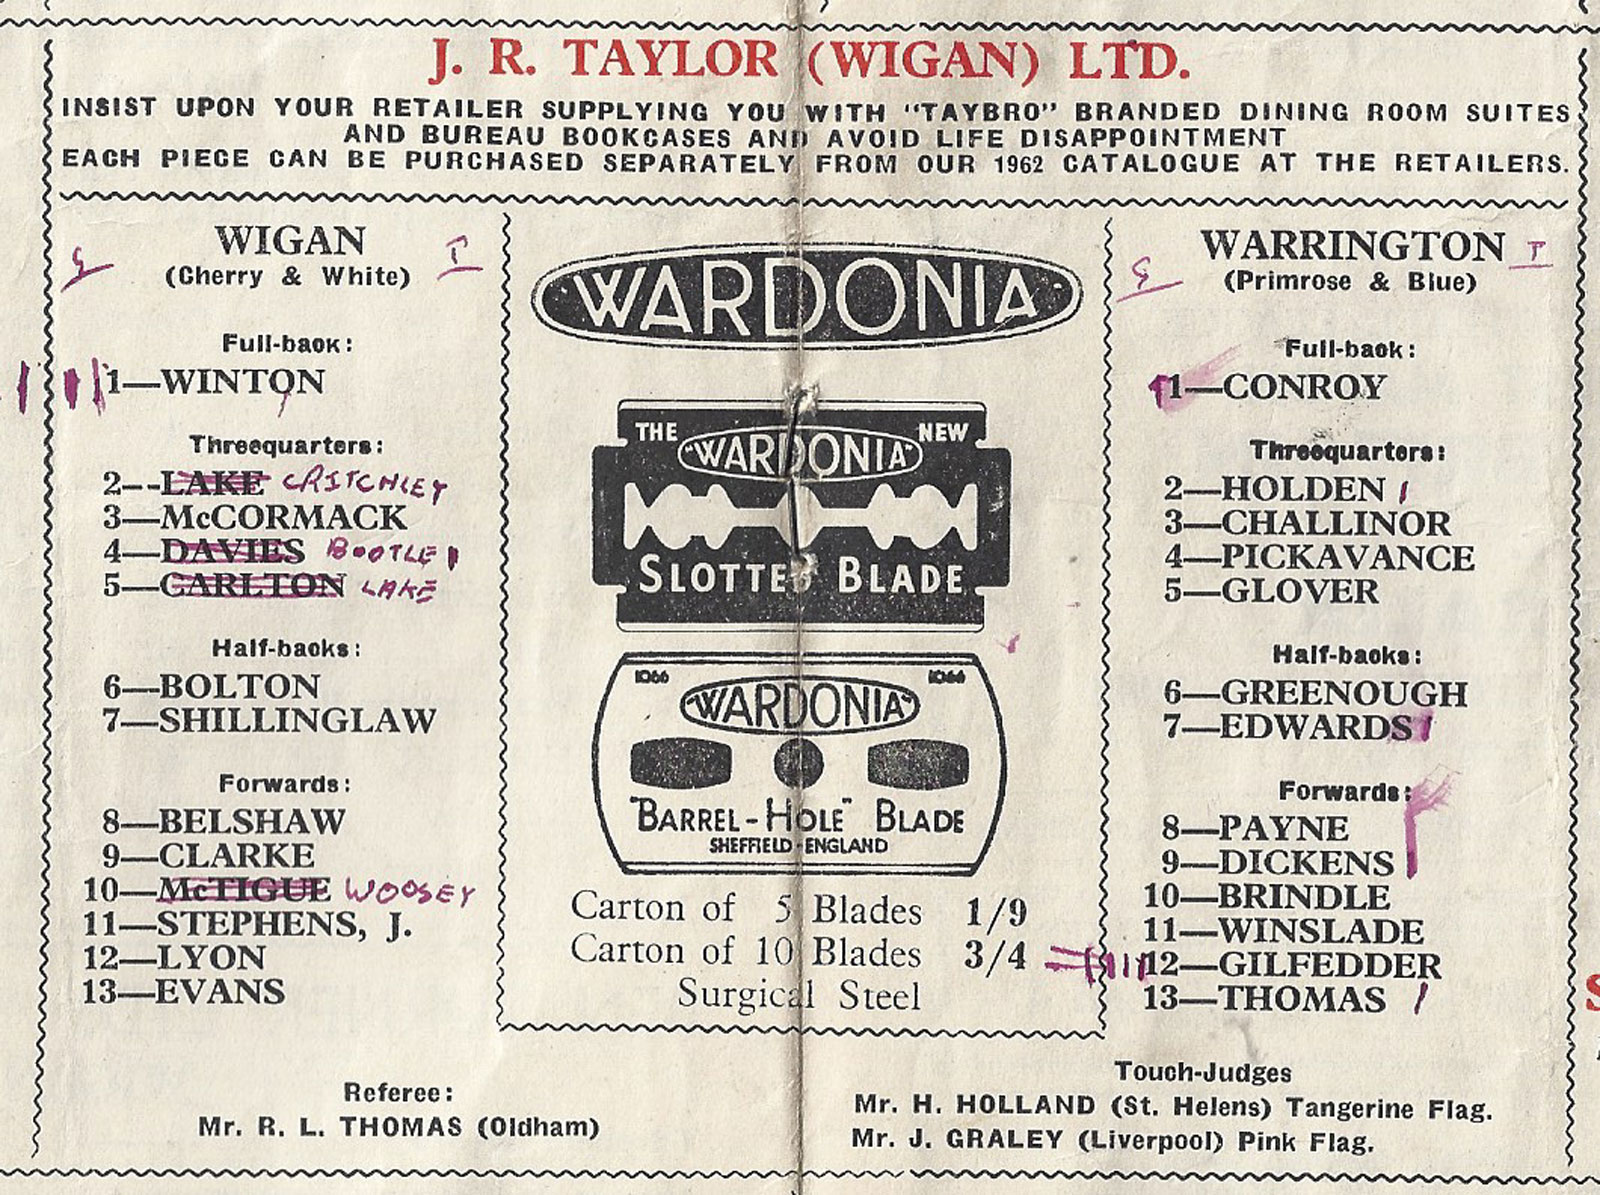 J. R. TAYLOR (WIGAN) LTD.
INSIST UPON YOUR RETAILER SUPPLYING YOU WITH "TAYBRO" BRANDED DINING ROOM SUITES
AND BUREAU BOOKCASES AND AVOID LIFE DISAPPOINTMENT
EACH PIECE CAN BE PURCHASED SEPARATELY FROM OUR 1962 CATALOGUE AT THE RETAILERS.
G WIGAN T
(Cherry & White)
Full-back:
1—WINTON
Threequarters:
2--LAKE CRITCHLEY
3—McCORMACK
4—DAVIES BOOTLE
5—CARLTON LAKE
Half-backs:
6—BOLTON
7—SHILLINGLAW
Forwards:
8—BELSHAW
9—CLARKE
10—McTIGUE WOOSEY
11—STEPHENS, J.
12—LYON
13—EVANS
Referee:
Mr. R. L. THOMAS (Oldham)
WARDONIA
THE "WARDONIA" NEW
SLOTTED BLADE
1066 1066
"WARDONIA"
"BARREL-HOLE" BLADE
SHEFFIELD-ENGLAND
Carton of 5 Blades 1/9
Carton of 10 Blades 3/4
Surgical Steel
G WARRINGTON T
(Primrose & Blue)
Full-back:
1—CONROY
Threequarters:
2—HOLDEN
3—CHALLINOR
4—PICKAVANCE
5—GLOVER
Half-backs:
6—GREENOUGH
7—EDWARDS
Forwards:
8—PAYNE
9—DICKENS
10—BRINDLE
11—WINSLADE
12—GILFEDDER
13—THOMAS
Touch-Judges
Mr. H. HOLLAND (St. Helens) Tangerine Flag.
Mr. J. GRALEY (Liverpool) Pink Flag.